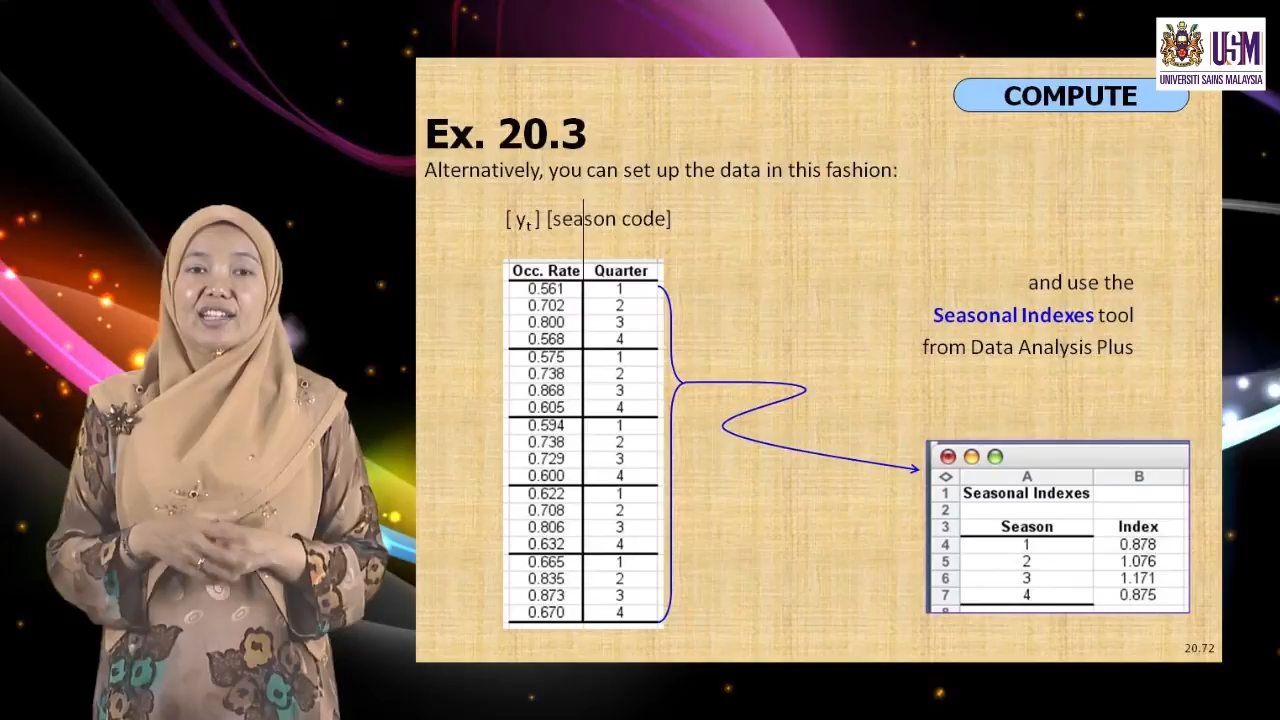 USM
UNIVERSITI SAINS MALAYSIA
COMPUTE
Ex. 20.3
Alternatively, you can set up the data in this fashion:
[ yt ] [season code]
Occ. Rate Quarter
0.561 1
0.702 2
0.800 3
0.568 4
0.575 1
0.738 2
0.868 3
0.605 4
0.594 1
0.738 2
0.729 3
0.600 4
0.622 1
0.708 2
0.806 3
0.632 4
0.665 1
0.835 2
0.873 3
0.670 4
and use the
Seasonal Indexes tool
from Data Analysis Plus
A B
1 Seasonal Indexes
2
3 Season Index
4 1 0.878
5 2 1.076
6 3 1.171
7 4 0.875
20.72